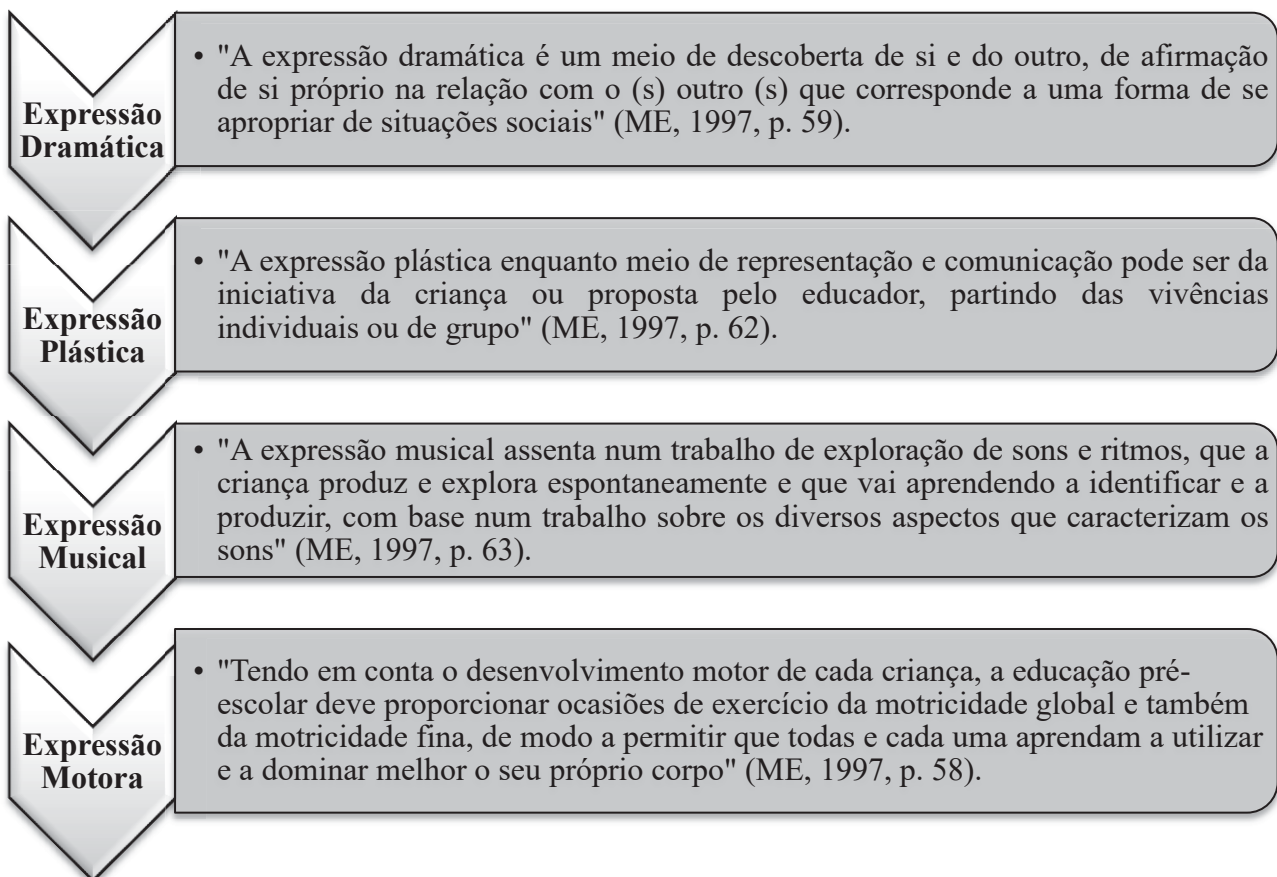 Expressão
Dramática
• "A expressão dramática é um meio de descoberta de si e do outro, de afirmação
de si próprio na relação com o (s) outro (s) que corresponde a uma forma de se
apropriar de situações sociais" (ME, 1997, p. 59).
Expressão
Plástica
• "A expressão plástica enquanto meio de representação e comunicação pode ser da
iniciativa da criança ou proposta pelo educador, partindo das vivências
individuais ou de grupo" (ME, 1997, p. 62).
Expressão
Musical
• "A expressão musical assenta num trabalho de exploração de sons e ritmos, que a
criança produz e explora espontaneamente e que vai aprendendo a identificar e a
produzir, com base num trabalho sobre os diversos aspectos que caracterizam os
sons" (ME, 1997, p. 63).
Expressão
Motora
• "Tendo em conta o desenvolvimento motor de cada criança, a educação pré-
escolar deve proporcionar ocasiões de exercício da motricidade global e também
da motricidade fina, de modo a permitir que todas e cada uma aprendam a utilizar
e a dominar melhor o seu próprio corpo" (ME, 1997, p. 58).